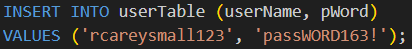 INSERT INTO userTable (userName, pWord)
VALUES ('rcareysmall123', 'passWORD163!');